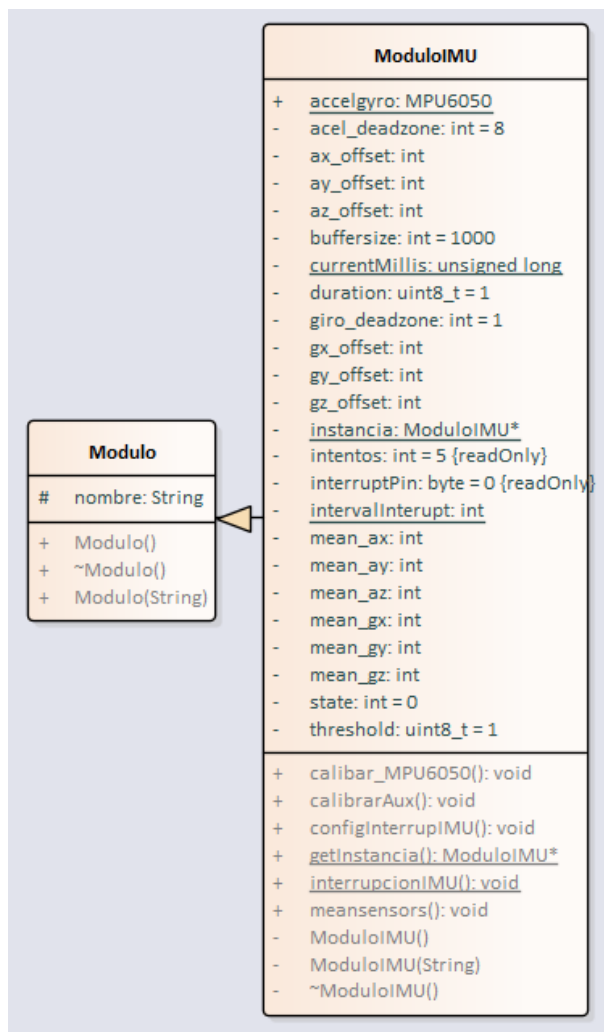 ModuloIMU
+ accelgyro: MPU6050
- acel_deadzone: int = 8
- ax_offset: int
- ay_offset: int
- az_offset: int
- buffersize: int = 1000
- currentMillis: unsigned long
- duration: uint8_t = 1
- giro_deadzone: int = 1
- gx_offset: int
- gy_offset: int
- gz_offset: int
- instancia: ModuloIMU*
- intentos: int = 5 {readOnly}
- interruptPin: byte = 0 {readOnly}
- intervalInterupt: int
- mean_ax: int
- mean_ay: int
- mean_az: int
- mean_gx: int
- mean_gy: int
- mean_gz: int
- state: int = 0
- threshold: uint8_t = 1
+ calibar_MPU6050(): void
+ calibrarAux(): void
+ configInterrupIMU(): void
+ getInstancia(): ModuloIMU*
+ interrupcionIMU(): void
+ meansensors(): void
- ModuloIMU()
- ModuloIMU(String)
- ~ModuloIMU()
Modulo
# nombre: String
+ Modulo()
+ ~Modulo()
+ Modulo(String)